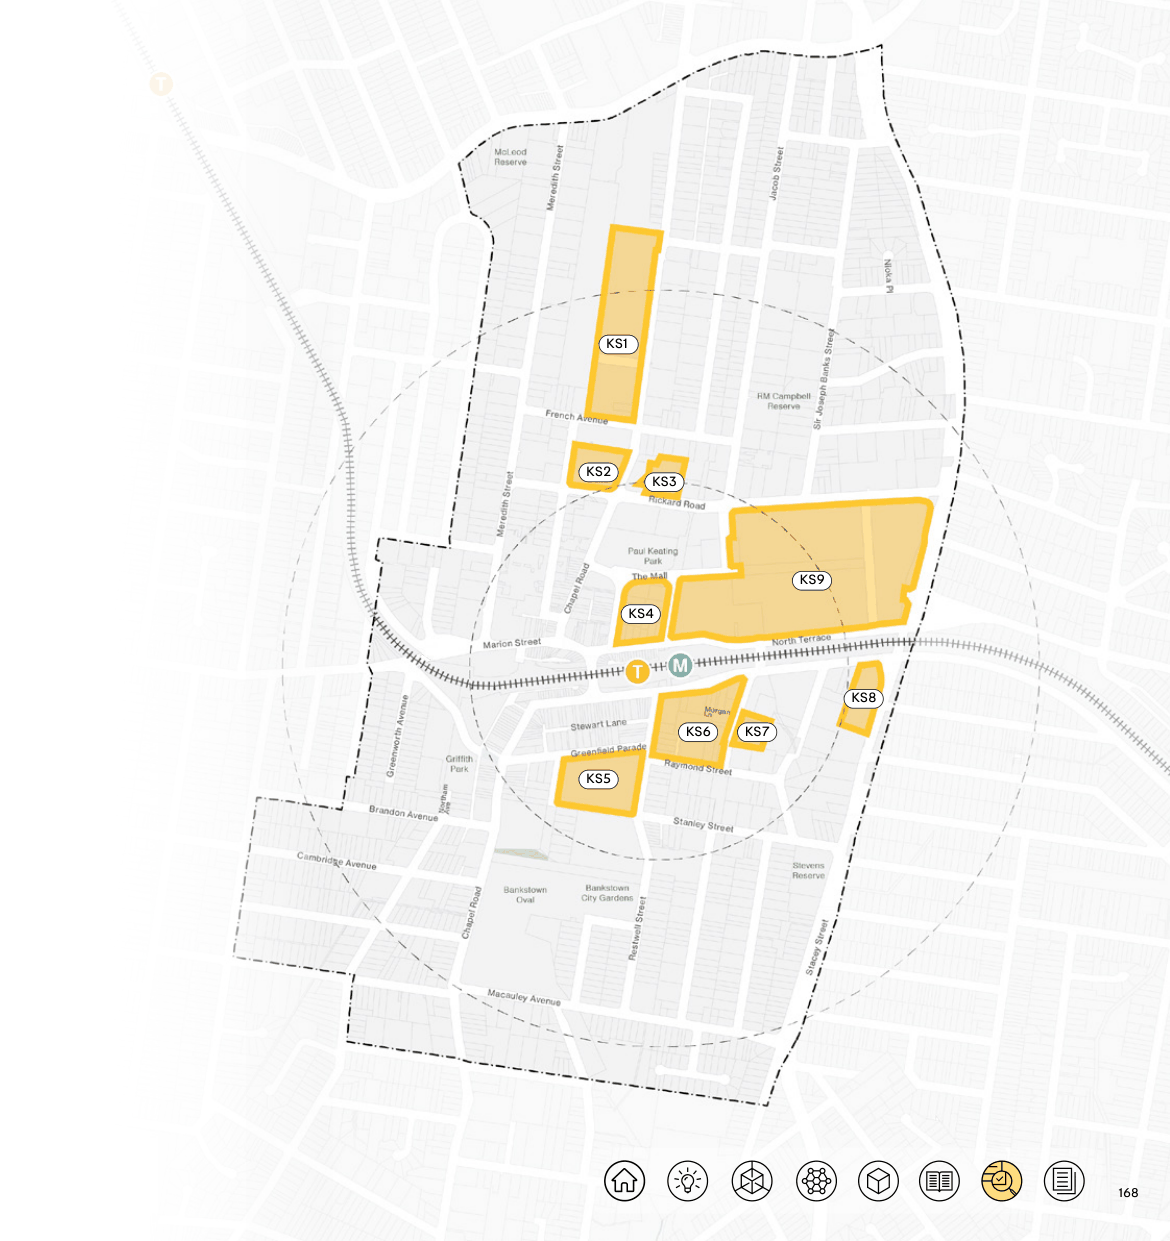 T
McLeod
Reserve
Meredith Street
Jacob Street
Nioka Pl
KS1
Sir Joseph Banks Street
RM Campbell
Reserve
French Avenue
KS2
KS3
Meredith Street
Rickard Road
Paul Keating
Park
The Mall
Chapel Road
KS9
KS4
Marion Street
North Terrace
T
M
KS8
Greenworth Avenue
Stewart Lane
Morgan
Ln
KS6
KS7
Greenfield Parade
Griffith
Park
Raymond Street
KS5
Northam
Ave
Brandon Avenue
Stanley Street
Cambridge Avenue
Stevens
Reserve
Bankstown
Oval
Bankstown
City Gardens
Chapel Road
Restwell Street
Stacey Street
Macauley Avenue
168